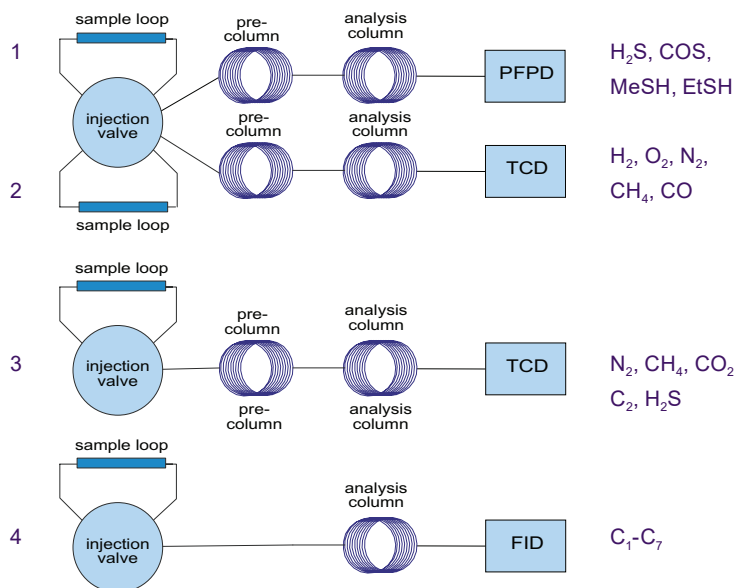 sample loop
1
pre-
column
analysis
column
injection
valve
PFPD
H₂S, COS,
MeSH, EtSH
pre-
column
analysis
column
2
TCD
H₂, O₂, N₂,
CH₄, CO
sample loop
sample loop
3
pre-
column
analysis
column
injection
valve
TCD
N₂, CH₄, CO₂
C₂, H₂S
pre-
column
analysis
column
sample loop
4
analysis
column
injection
valve
FID
C₁-C₇